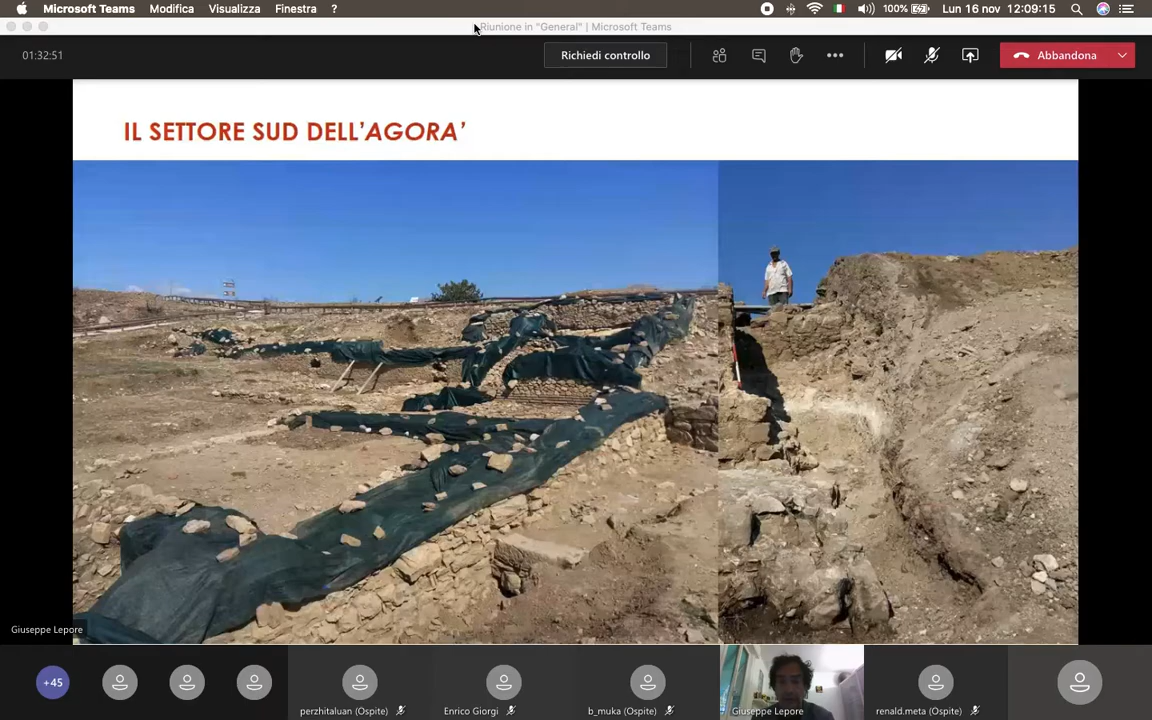 Microsoft Teams Modifica Visualizza Finestra ? 100% Lun 16 nov 12:09:15
Riunione in "General" | Microsoft Teams
01:32:51 Richiedi controllo Abbandona
IL SETTORE SUD DELL'AGORA'
Giuseppe Lepore
+45
perzhitaluan (Ospite) Enrico Giorgi b_muka (Ospite) Giuseppe Lepore renald.meta (Ospite)